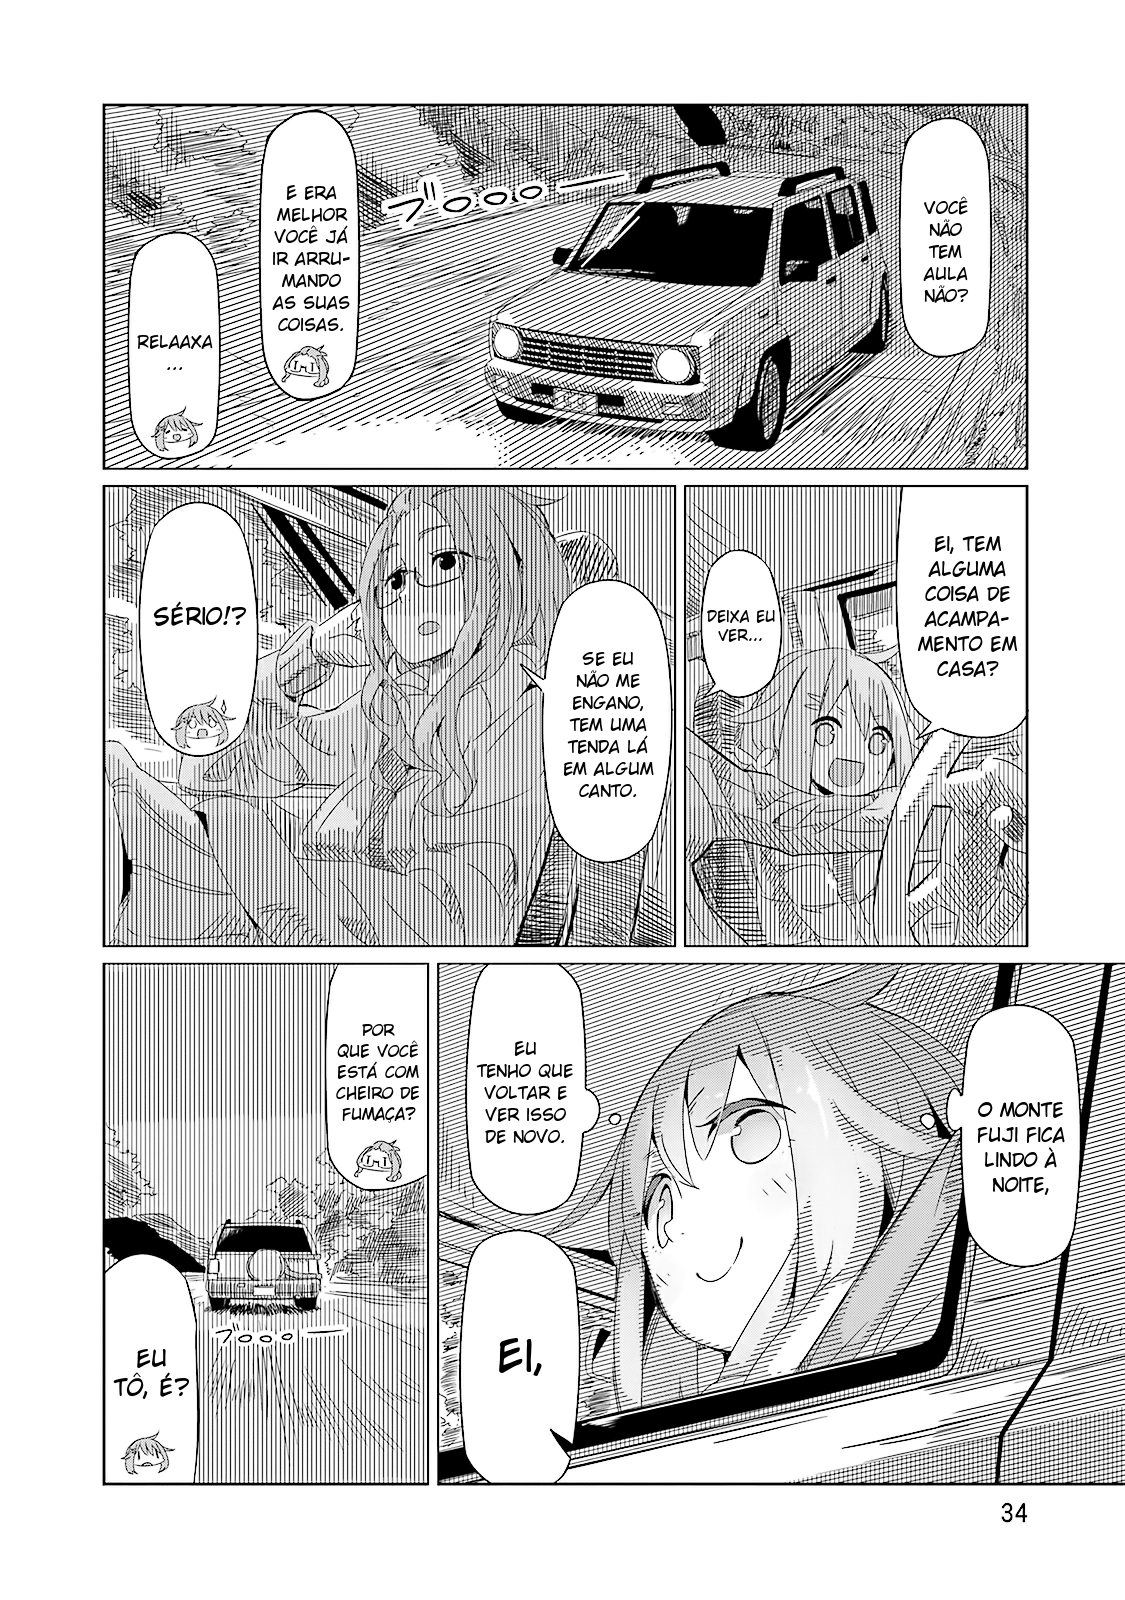 VOCÊ
NÃO
TEM
AULA
NÃO?
ブロロロー
E ERA
MELHOR
VOCÊ JÁ
IR ARRU-
MANDO
AS SUAS
COISAS.
RELAAXA
...
EI, TEM
ALGUMA
COISA DE
ACAMPA-
MENTO EM
CASA?
DEIXA EU
VER...
SE EU
NÃO ME
ENGANO,
TEM UMA
TENDA LÁ
EM ALGUM
CANTO.
SÉRIO!?
O MONTE
FUJI FICA
LINDO À
NOITE,
EU
TENHO QUE
VOLTAR E
VER ISSO
DE NOVO.
EI,
POR
QUE VOCÊ
ESTÁ COM
CHEIRO DE
FUMAÇA?
ブロロロー
EU
TÔ, É?
34